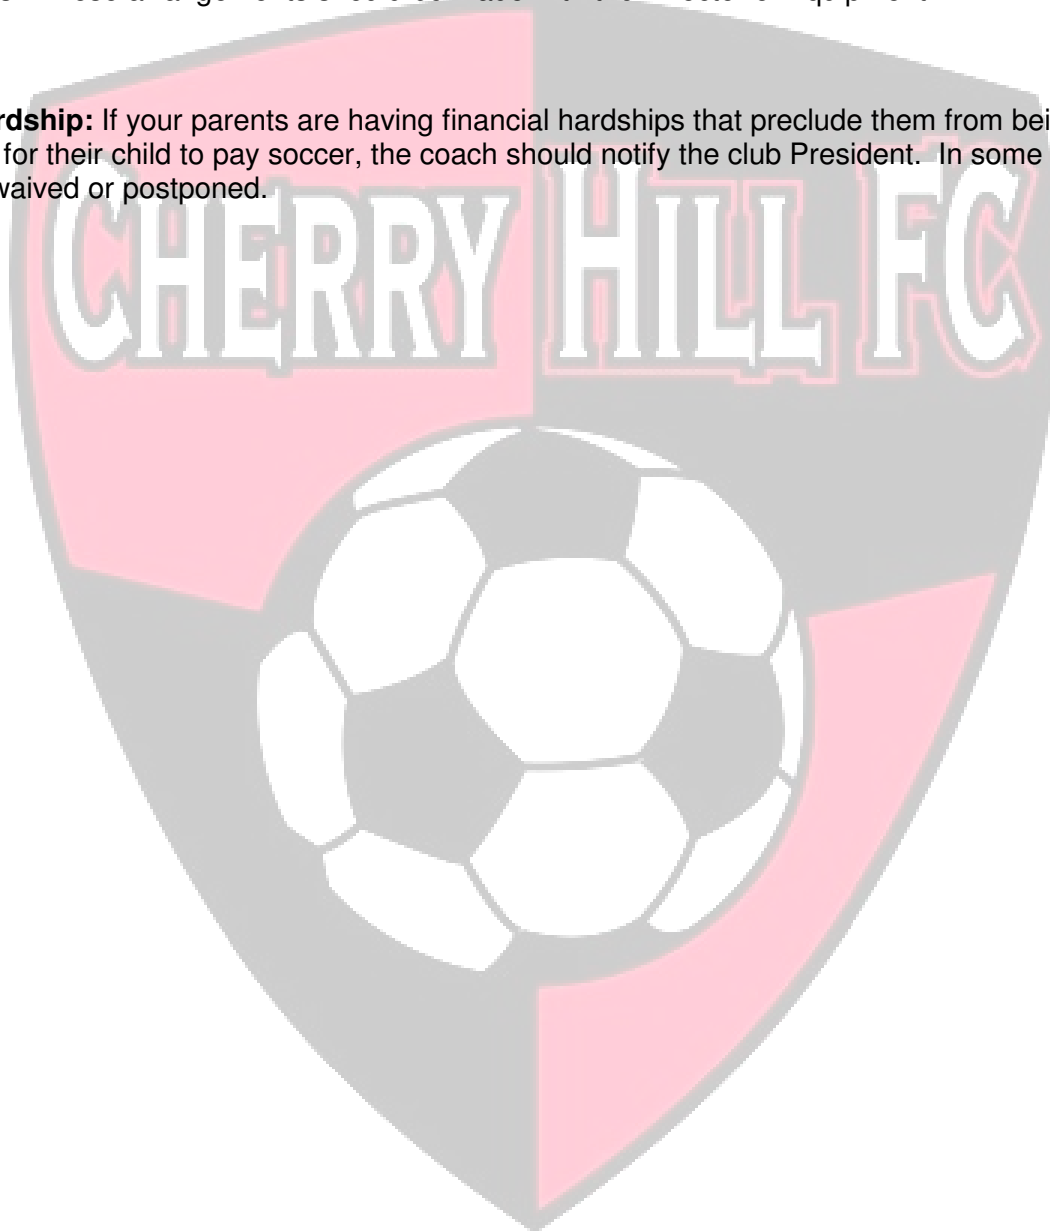 rdship: If your parents are having financial hardships that preclude them from bei
for their child to pay soccer, the coach should notify the club President. In some
waived or postponed.
CHERRY HILL FC